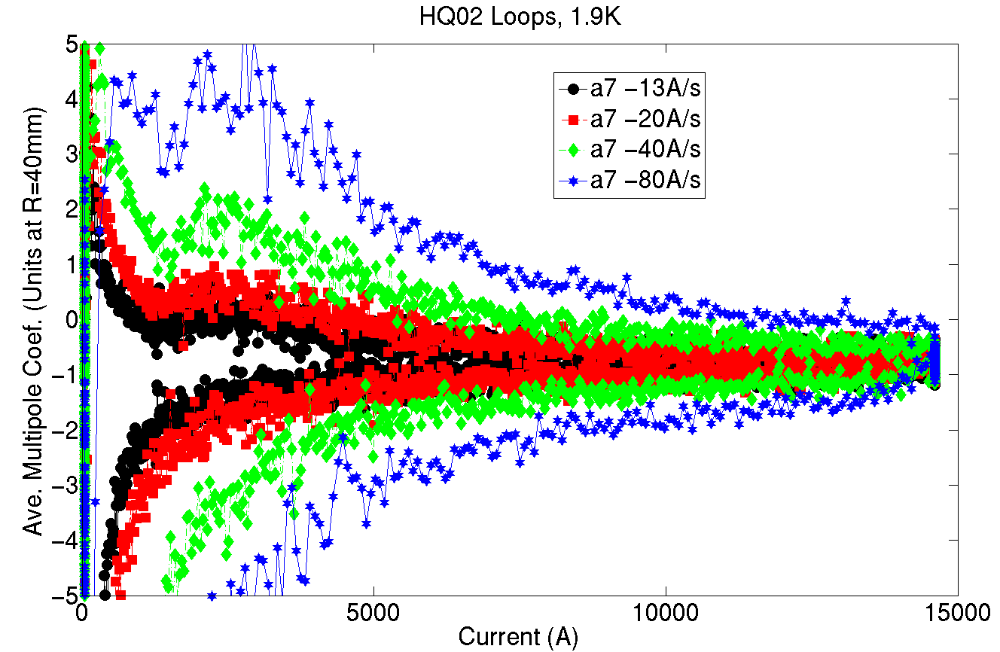 HQ02 Loops, 1.9K
Ave. Multipole Coef. (Units at R=40mm)
5
4
3
2
1
0
−1
−2
−3
−4
−5
a7 −13A/s
a7 −20A/s
a7 −40A/s
a7 −80A/s
0
5000
10000
15000
Current (A)